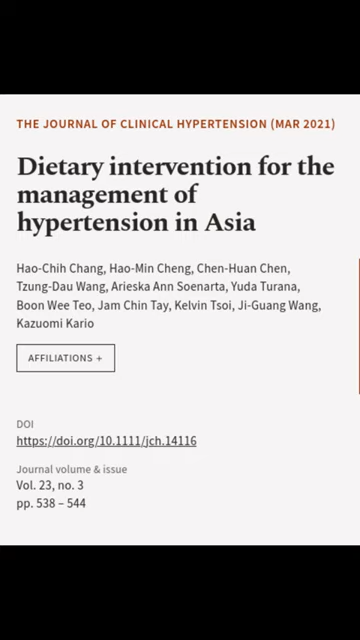 THE JOURNAL OF CLINICAL HYPERTENSION (MAR 2021)
Dietary intervention for the
management of
hypertension in Asia
Hao-Chih Chang, Hao-Min Cheng, Chen-Huan Chen,
Tzung-Dau Wang, Arieska Ann Soenarta, Yuda Turana,
Boon Wee Teo, Jam Chin Tay, Kelvin Tsoi, Ji-Guang Wang,
Kazuomi Kario
AFFILIATIONS +
DOI
https://doi.org/10.1111/jch.14116
Journal volume & issue
Vol. 23, no. 3
pp. 538 – 544